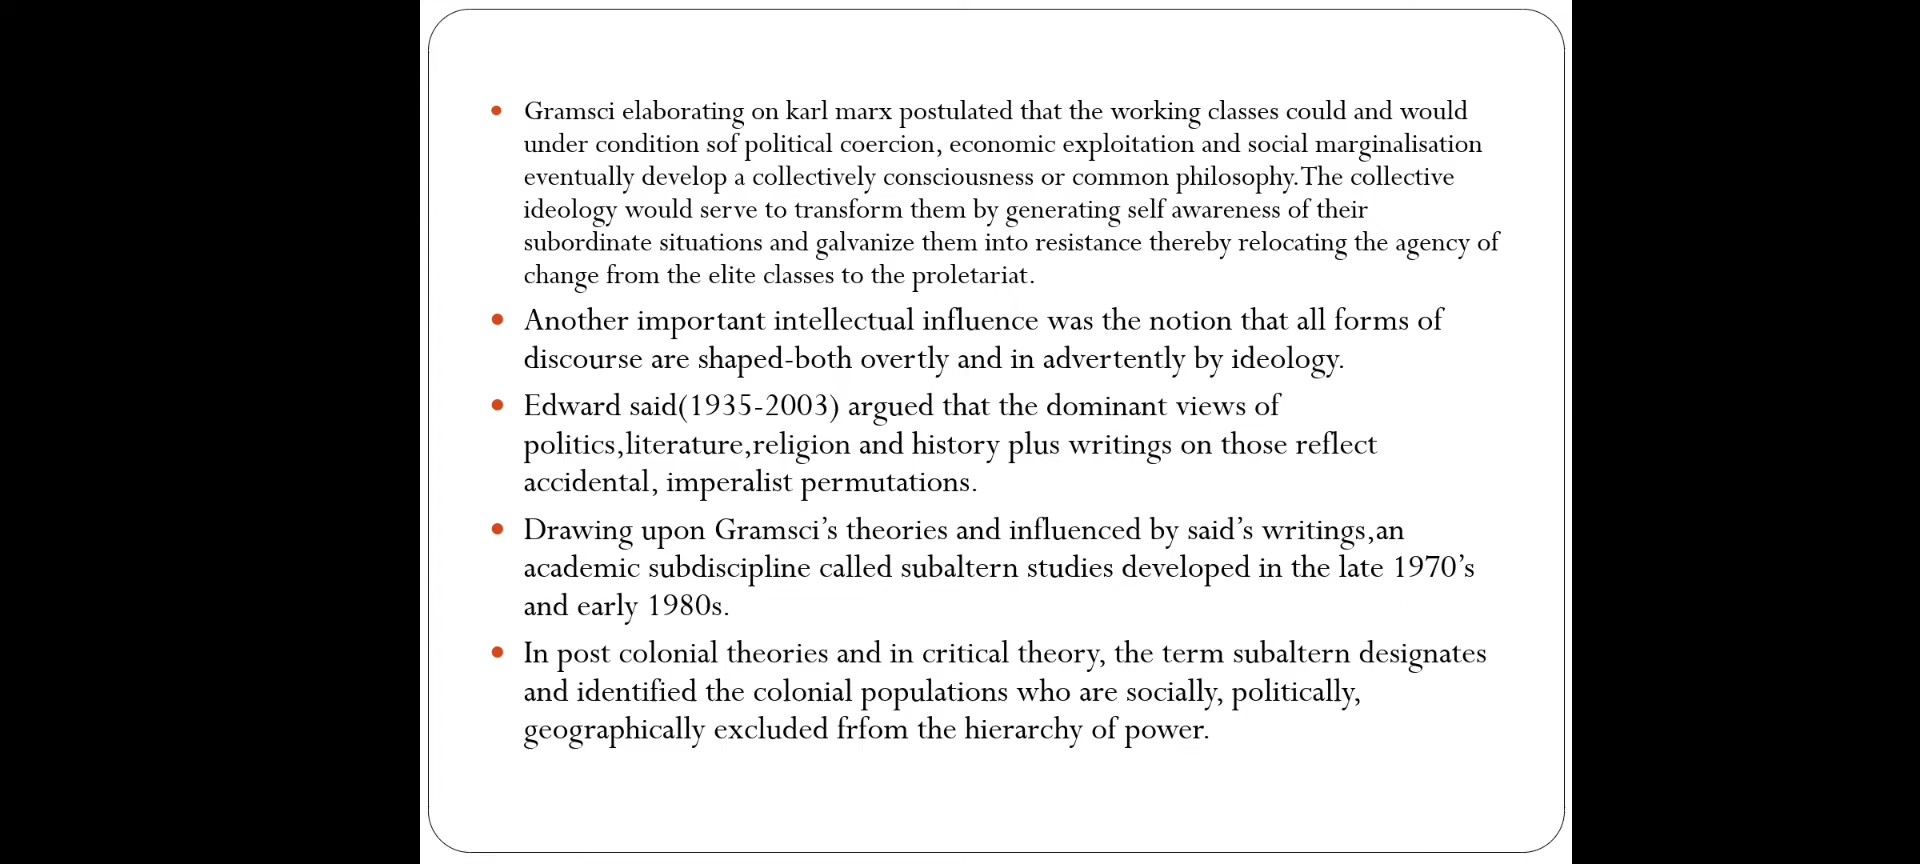 • Gramsci elaborating on karl marx postulated that the working classes could and would
under condition sof political coercion, economic exploitation and social marginalisation
eventually develop a collectively consciousness or common philosophy.The collective
ideology would serve to transform them by generating self awareness of their
subordinate situations and galvanize them into resistance thereby relocating the agency of
change from the elite classes to the proletariat.
• Another important intellectual influence was the notion that all forms of
discourse are shaped-both overtly and in advertently by ideology.
• Edward said(1935-2003) argued that the dominant views of
politics,literature,religion and history plus writings on those reflect
accidental, imperalist permutations.
• Drawing upon Gramsci’s theories and influenced by said’s writings,an
academic subdiscipline called subaltern studies developed in the late 1970’s
and early 1980s.
• In post colonial theories and in critical theory, the term subaltern designates
and identified the colonial populations who are socially, politically,
geographically excluded frfom the hierarchy of power.